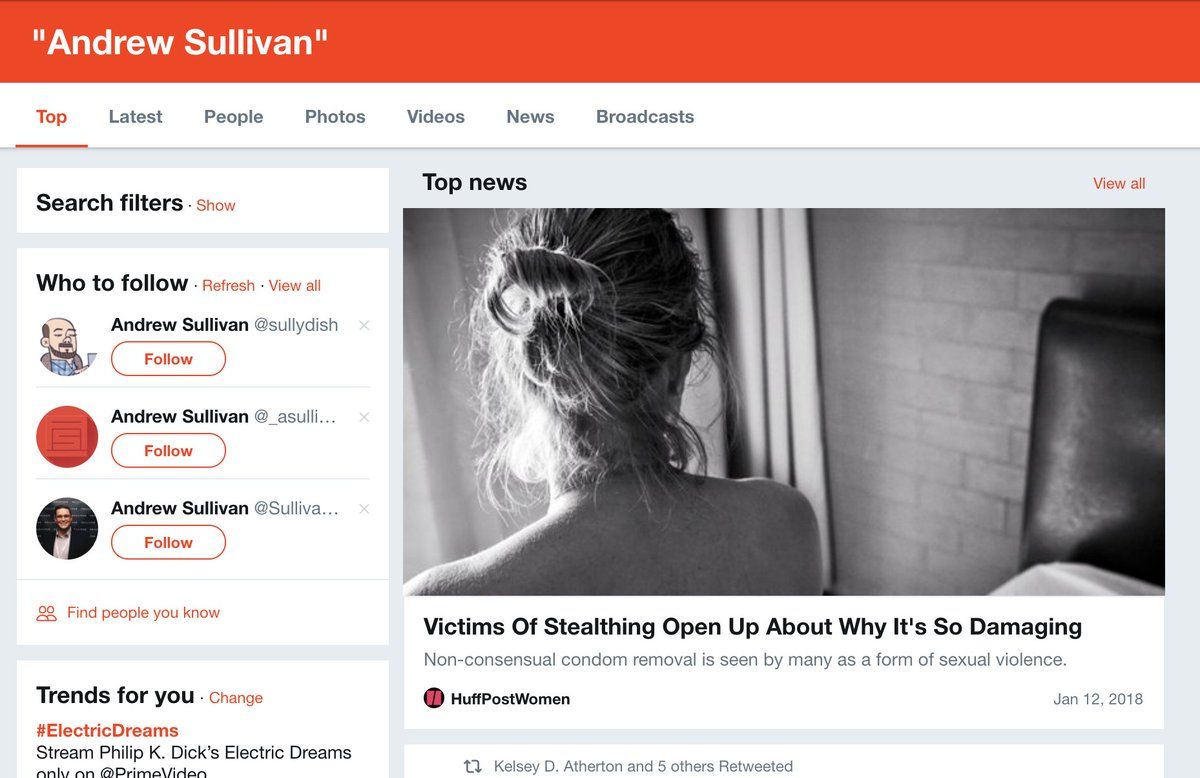 "Andrew Sullivan"
Top Latest People Photos Videos News Broadcasts
Search filters · Show
Who to follow · Refresh · View all
Andrew Sullivan @sullydish
Follow
Andrew Sullivan @_asulli…
Follow
Andrew Sullivan @Sulliva…
Follow
Find people you know
Trends for you · Change
#ElectricDreams
Stream Philip K. Dick’s Electric Dreams
only on @PrimeVideo
Top news
View all
Victims Of Stealthing Open Up About Why It's So Damaging
Non-consensual condom removal is seen by many as a form of sexual violence.
HuffPostWomen
Jan 12, 2018
Kelsey D. Atherton and 5 others Retweeted